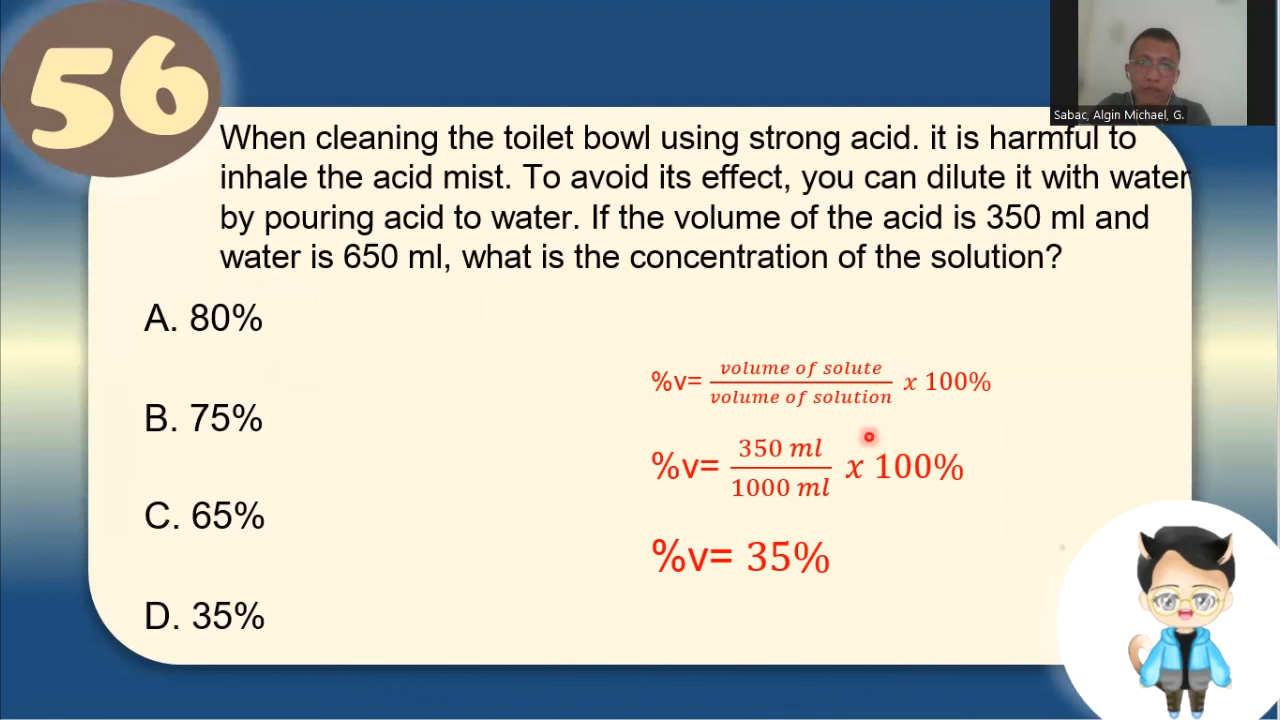 56
Sabac, Algin Michael, G.
When cleaning the toilet bowl using strong acid. it is harmful to
inhale the acid mist. To avoid its effect, you can dilute it with water
by pouring acid to water. If the volume of the acid is 350 ml and
water is 650 ml, what is the concentration of the solution?
A. 80%
B. 75%
C. 65%
D. 35%
%v= volume of solute / volume of solution x 100%
%v= 350 ml / 1000 ml x 100%
%v= 35%